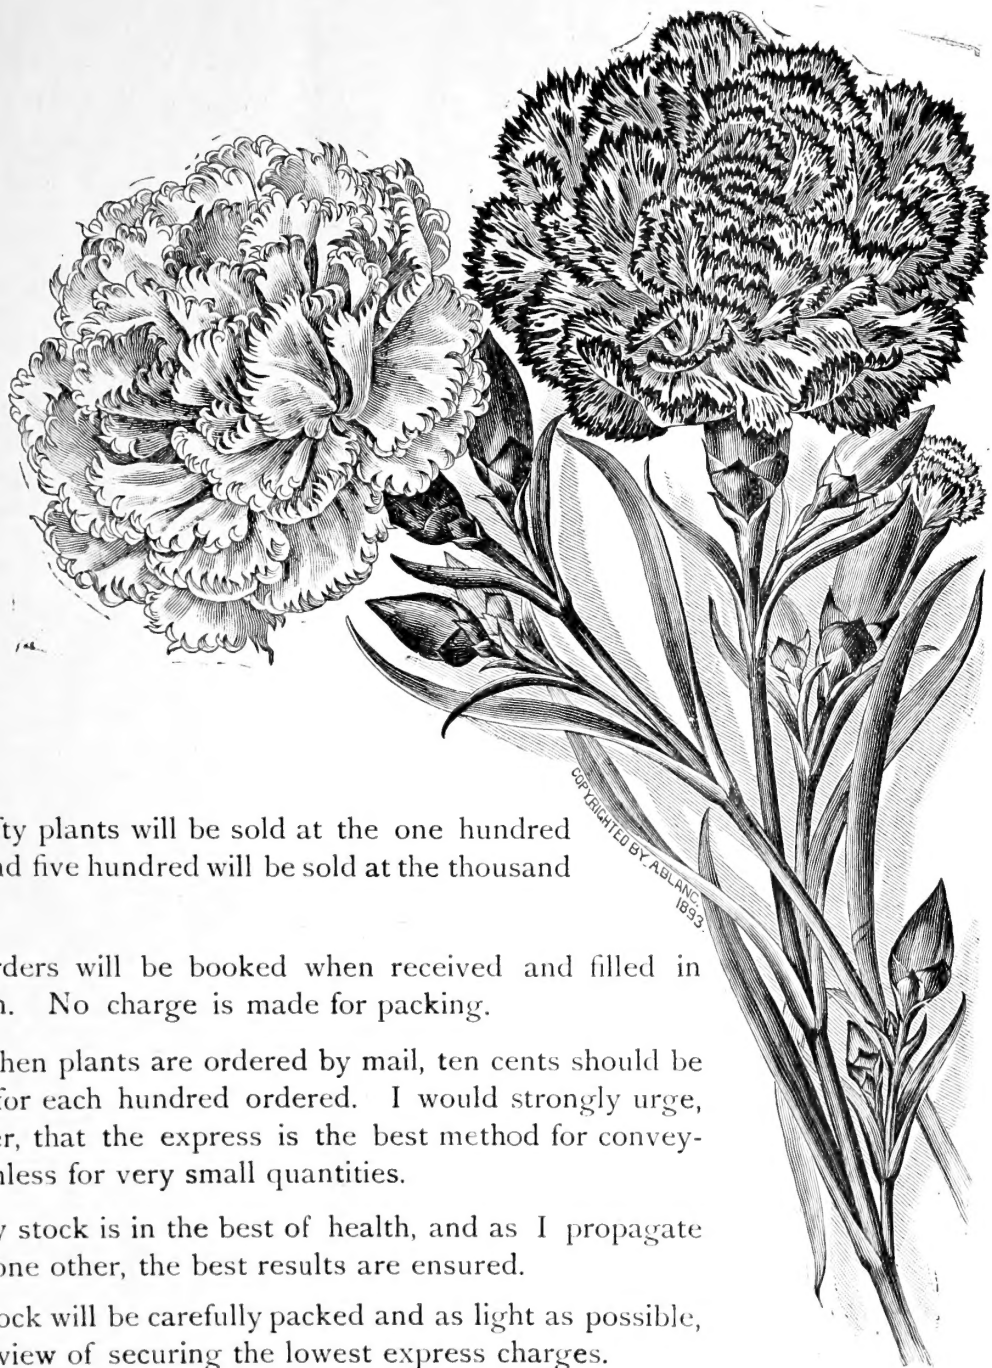 ty plants will be sold at the one hundred
d five hundred will be sold at the thousand
rders will be booked when received and filled in
No charge is made for packing.
hen plants are ordered by mail, ten cents should be
for each hundred ordered. I would strongly urge,
r, that the express is the best method for convey-
nless for very small quantities.
stock is in the best of health, and as I propagate
one other, the best results are ensured.
ock will be carefully packed and as light as possible,
view of securing the lowest express charges.
COPYRIGHTED BY A.BLANC.
1893.